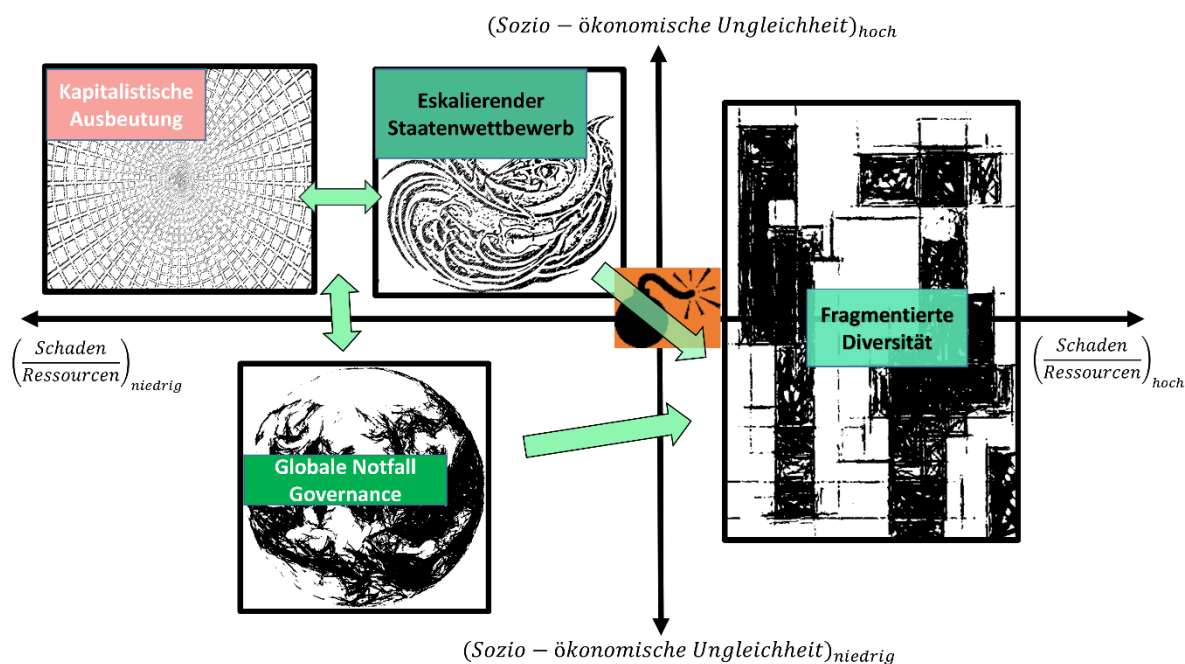 (Sozio − ökonomische Ungleichheit)hoch
Kapitalistische
Ausbeutung
Eskalierender
Staatenwettbewerb
Fragmentierte
Diversität
(Schaden
Ressourcen)niedrig
(Schaden
Ressourcen)hoch
Globale Notfall
Governance
(Sozio − ökonomische Ungleichheit)niedrig